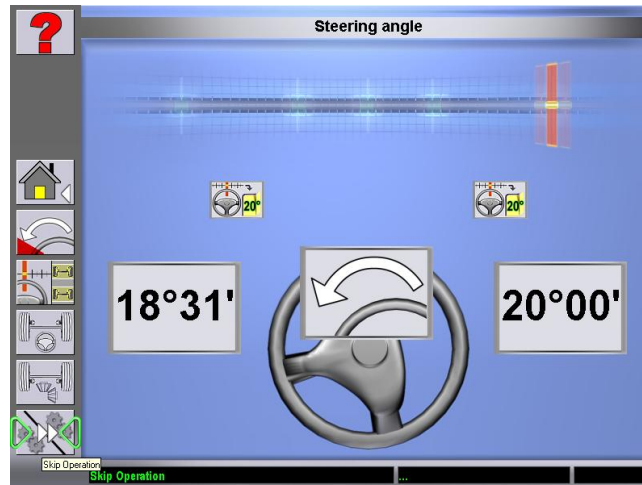 ?
Steering angle
20°
20°
18°31'
20°00'
Skip Operation
Skip Operation
...